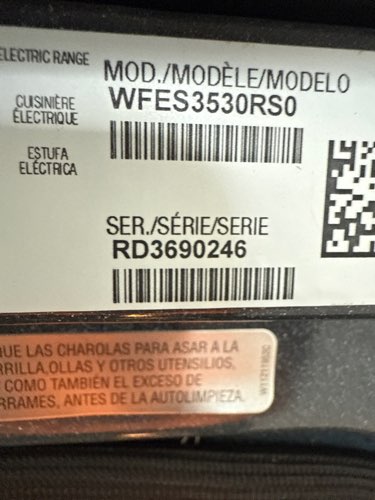 ELECTRIC RANGE
MOD./MODÈLE/MODELO
WFES3530RS0
CUISINIÈRE
ÉLECTRIQUE
ESTUFA
ELÉCTRICA
SER./SÉRIE/SERIE
RD3690246
QUE LAS CHAROLAS PARA ASAR A LA
RRILLA,OLLAS Y OTROS UTENSILIOS,
COMO TAMBIÉN EL EXCESO DE
RRAMES, ANTES DE LA AUTOLIMPIEZA.